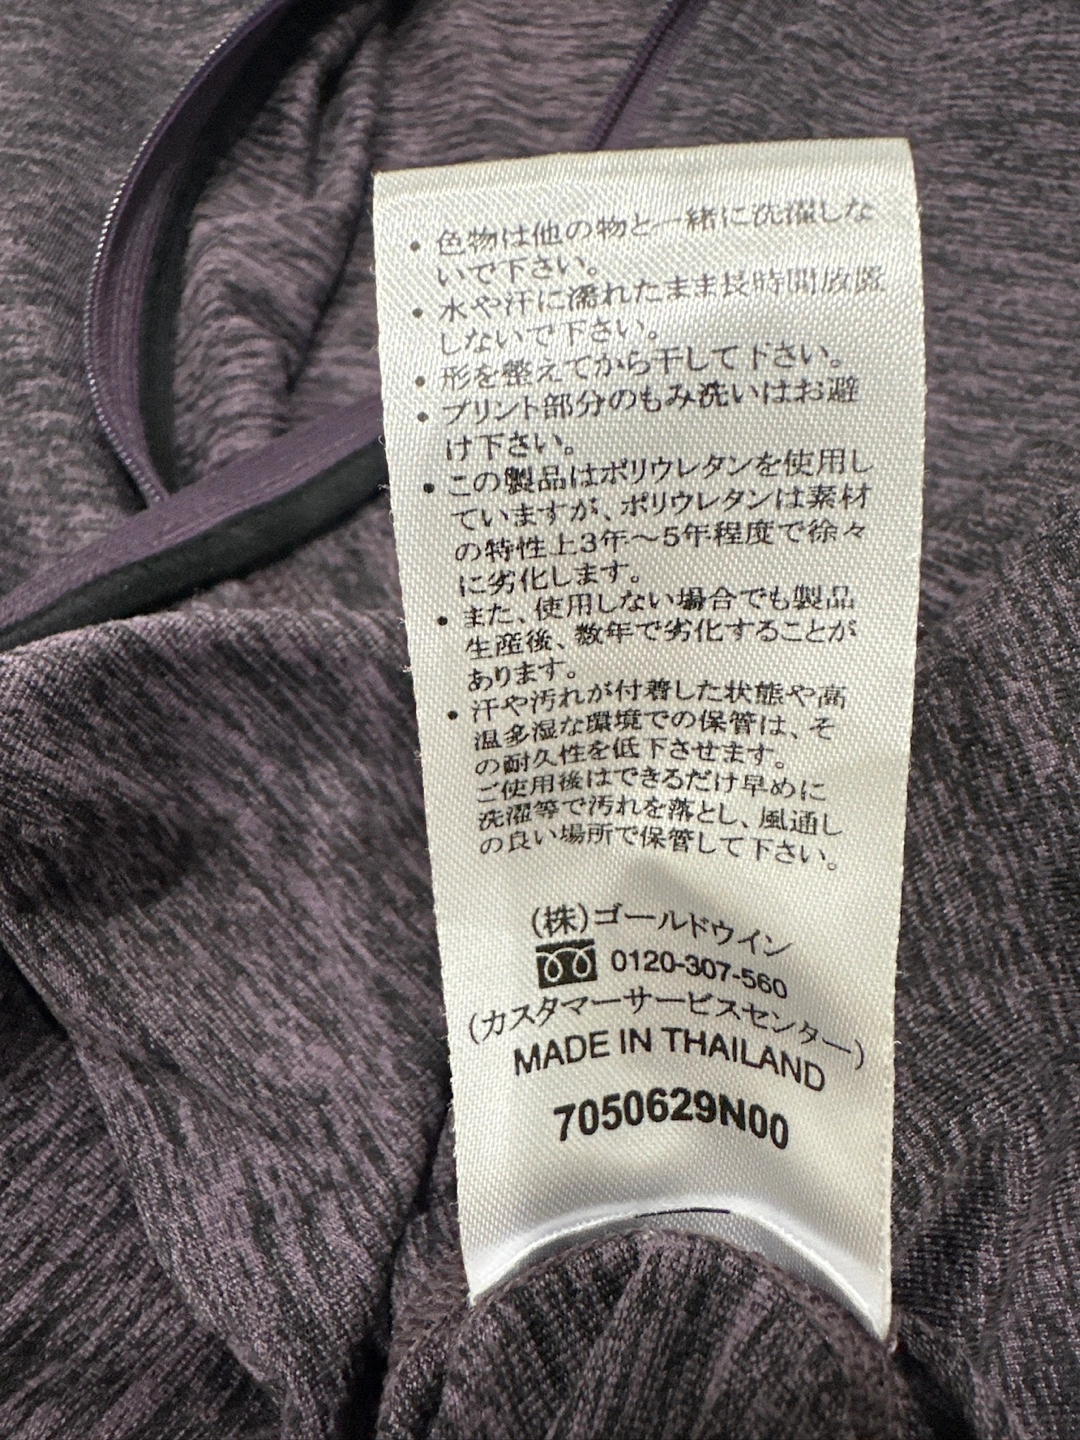 • 色物は他の物と一緒に洗濯しな
いで下さい。
• 水や汗に濡れたまま長時間放置
しないで下さい。
• 形を整えてから干して下さい。
• プリント部分のもみ洗いはお避
け下さい。
• この製品はポリウレタンを使用し
ていますが、ポリウレタンは素材
の特性上3年〜5年程度で徐々
に劣化します。
• また、使用しない場合でも製品
生産後、数年で劣化することが
あります。
• 汗や汚れが付着した状態や高
温多湿な環境での保管は、そ
の耐久性を低下させます。
ご使用後はできるだけ早めに
洗濯等で汚れを落とし、風通し
の良い場所で保管して下さい。
(株)ゴールドウイン
0120-307-560
(カスタマーサービスセンター)
MADE IN THAILAND
7050629N00